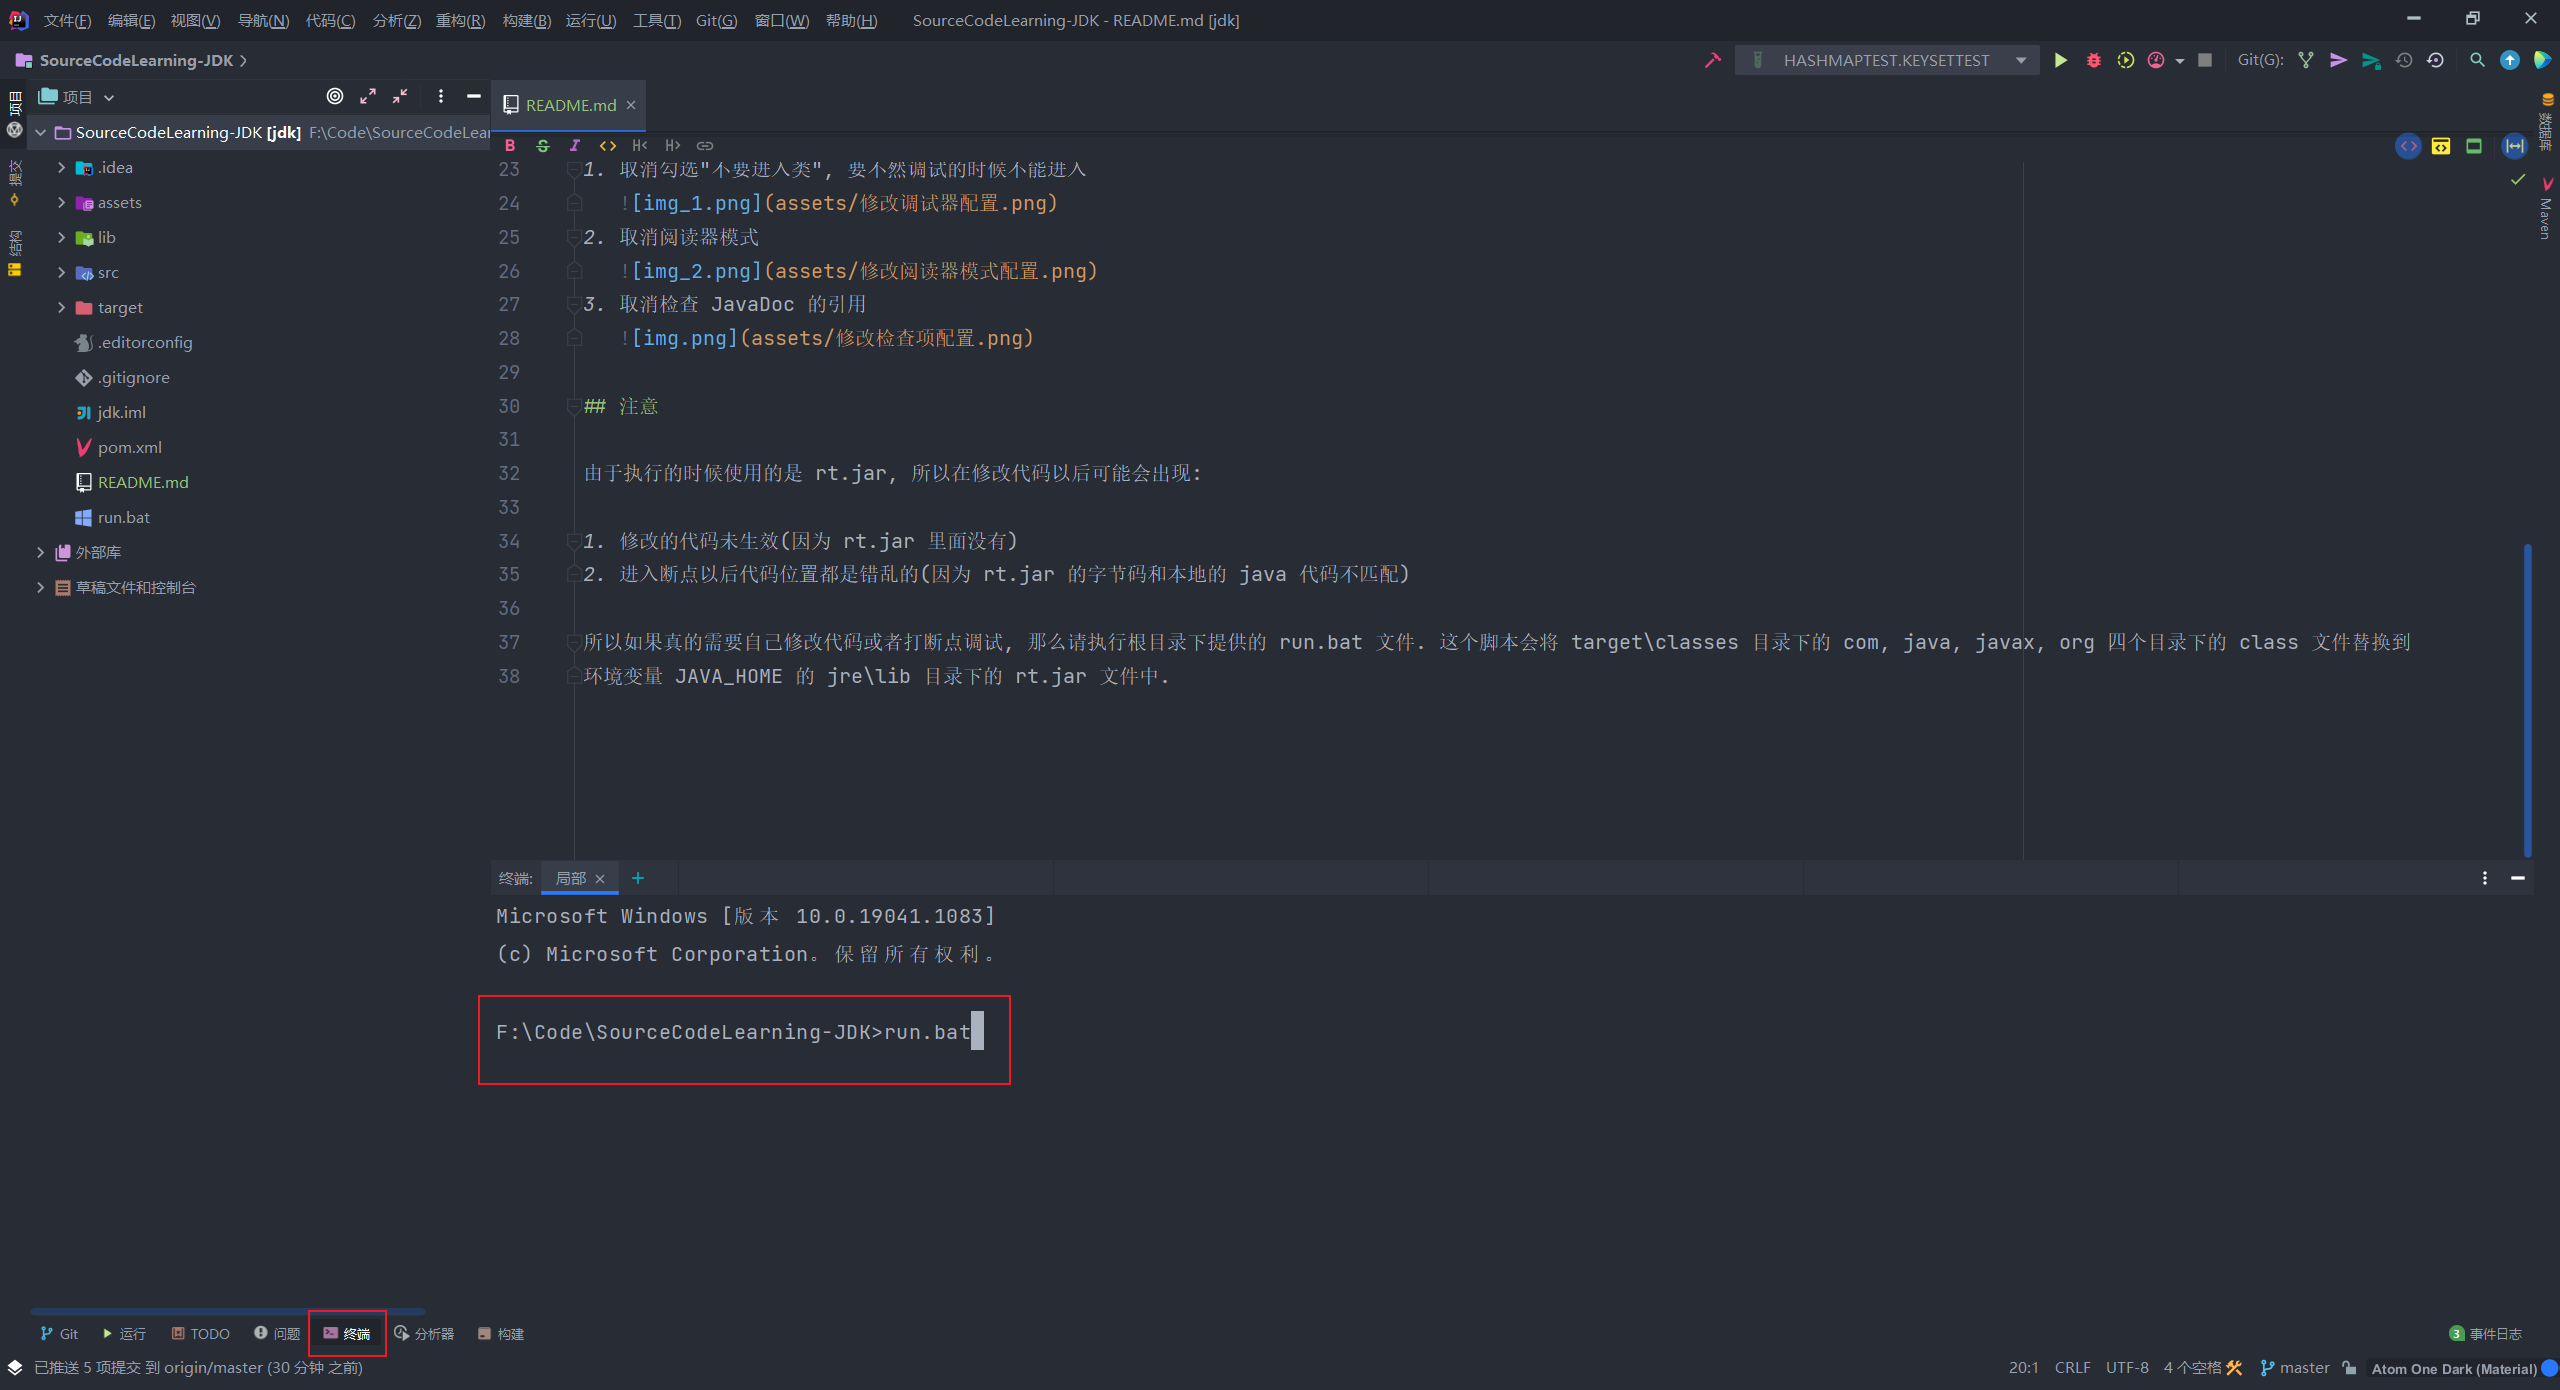 文件(F) 编辑(E) 视图(V) 导航(N) 代码(C) 分析(Z) 重构(R) 构建(B) 运行(U) 工具(T) Git(G) 窗口(W) 帮助(H) SourceCodeLearning-JDK - README.md [jdk]
SourceCodeLearning-JDK
HASHMAPTEST.KEYSETTEST
Git(G):
项目
提交
结构
项目
SourceCodeLearning-JDK [jdk] F:\Code\SourceCodeLear
.idea
assets
lib
src
target
.editorconfig
.gitignore
jdk.iml
pom.xml
README.md
run.bat
外部库
草稿文件和控制台
README.md
B S I <> H< H>
23 1. 取消勾选"不要进入类", 要不然调试的时候不能进入
24 ![img_1.png](assets/修改调试器配置.png)
25 2. 取消阅读器模式
26 ![img_2.png](assets/修改阅读器模式配置.png)
27 3. 取消检查 JavaDoc 的引用
28 ![img.png](assets/修改检查项配置.png)
29
30 ## 注意
31
32 由于执行的时候使用的是 rt.jar, 所以在修改代码以后可能会出现:
33
34 1. 修改的代码未生效(因为 rt.jar 里面没有)
35 2. 进入断点以后代码位置都是错乱的(因为 rt.jar 的字节码和本地的 java 代码不匹配)
36
37 所以如果真的需要自己修改代码或者打断点调试, 那么请执行根目录下提供的 run.bat 文件. 这个脚本会将 target\classes 目录下的 com, java, javax, org 四个目录下的 class 文件替换到
38 环境变量 JAVA_HOME 的 jre\lib 目录下的 rt.jar 文件中.
数据库
Maven
终端: 局部
Microsoft Windows [版本 10.0.19041.1083]
(c) Microsoft Corporation。保留所有权利。
F:\Code\SourceCodeLearning-JDK>run.bat
Git 运行 TODO 问题 终端 分析器 构建
3 事件日志
已推送 5 项提交 到 origin/master (30 分钟 之前)
20:1 CRLF UTF-8 4 个空格 master Atom One Dark (Material)